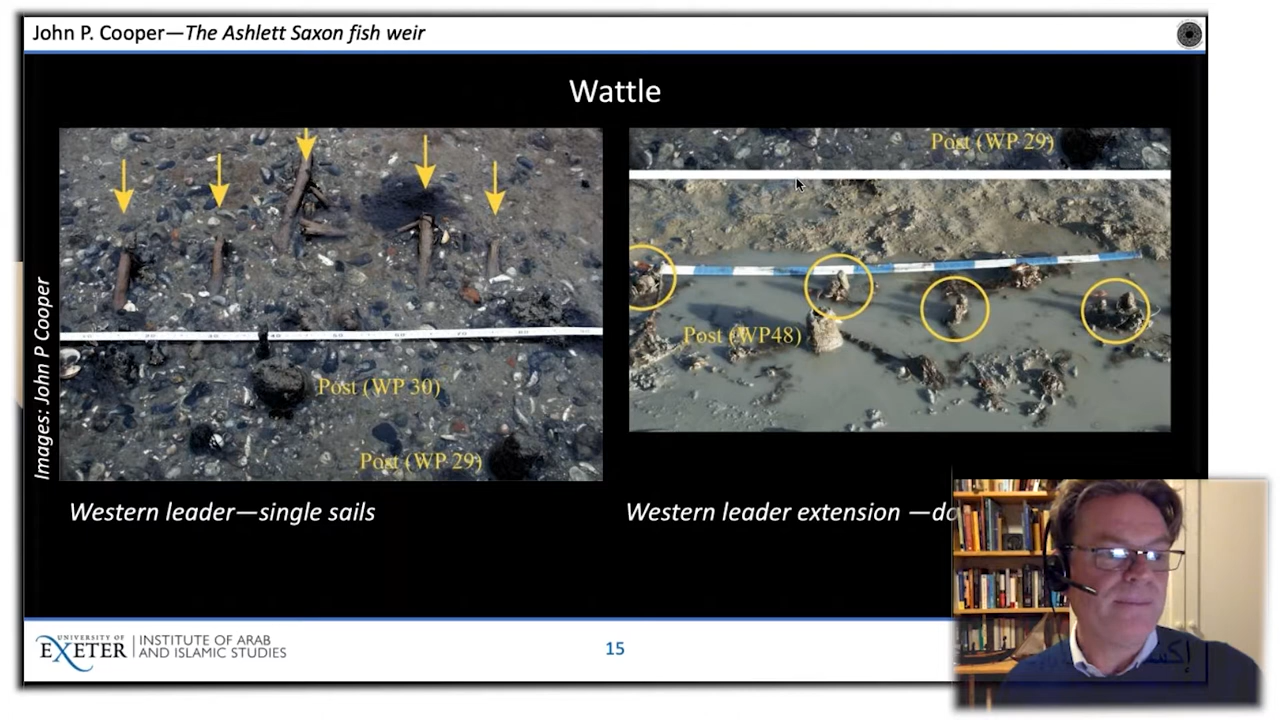 John P. Cooper—The Ashlett Saxon fish weir
Wattle
Post (WP 30)
Post (WP 29)
Post (WP 29)
Post (WP48)
Images: John P Cooper
Western leader—single sails
Western leader extension —do
UNIVERSITY OF
EXETER
INSTITUTE OF ARAB
AND ISLAMIC STUDIES
15